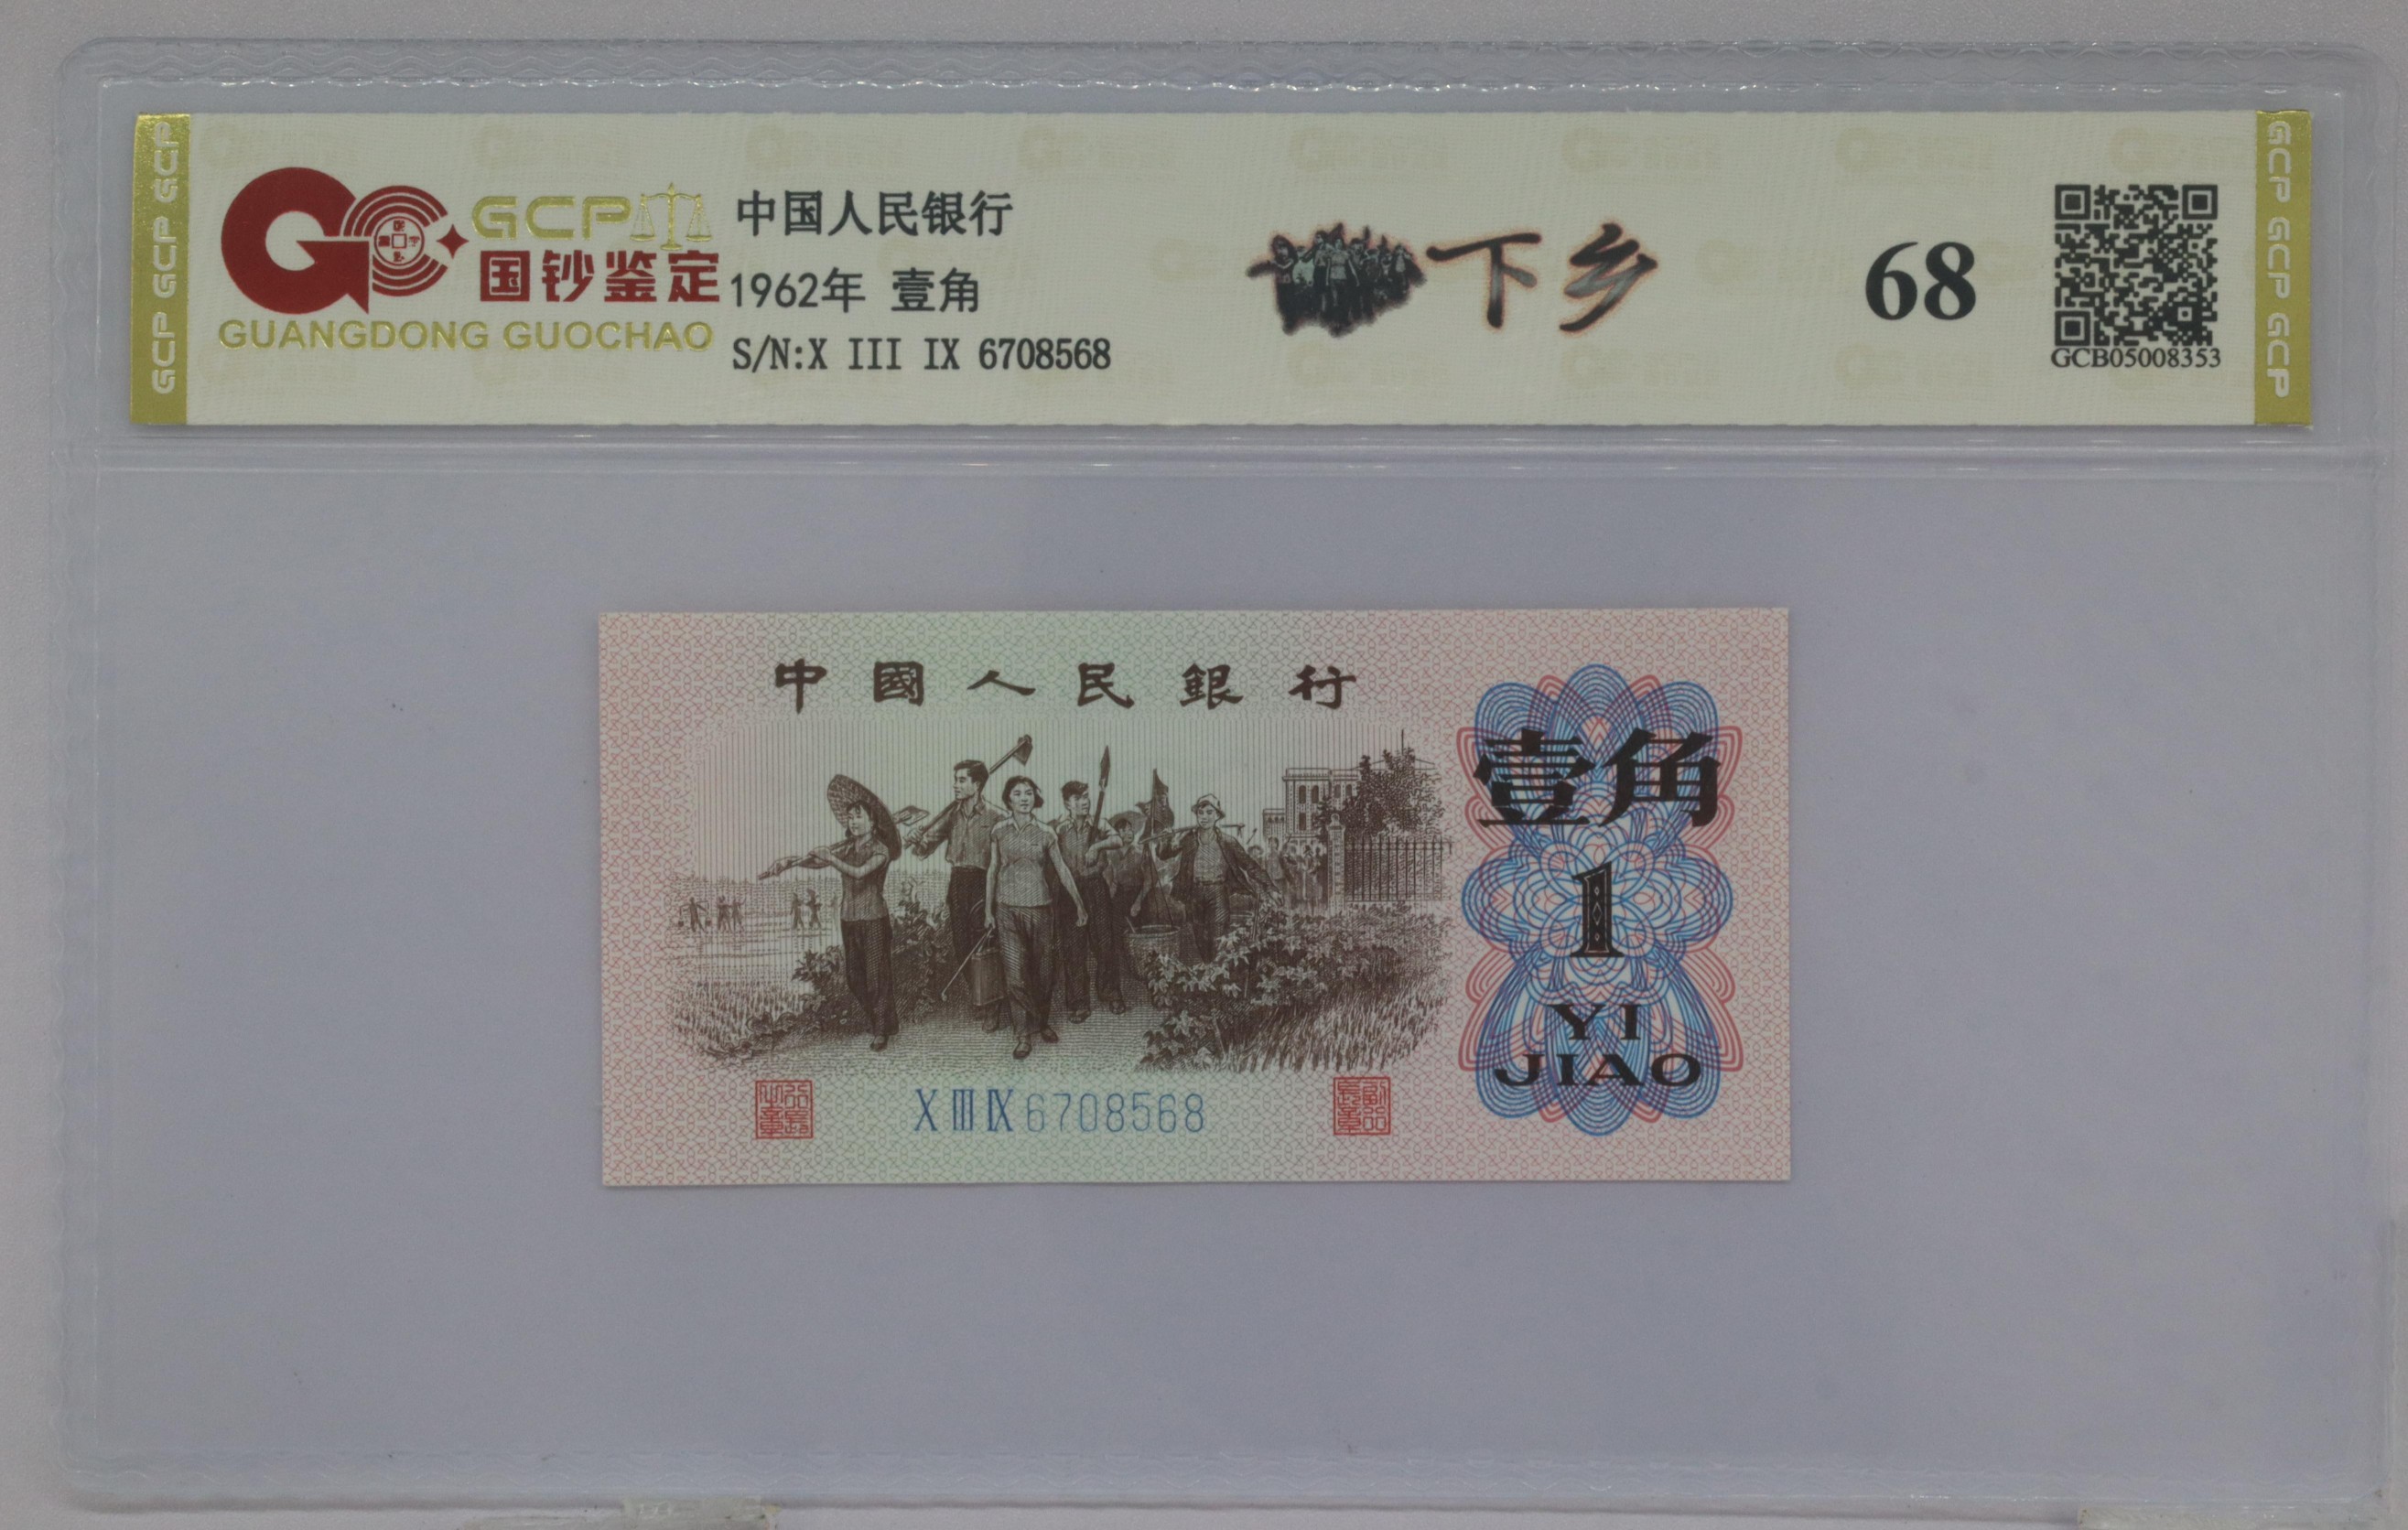 GCP GCP GCP
GCP
国钞鉴定
GUANGDONG GUOCHAO
中国人民银行
1962年 壹角
S/N:X III IX 6708568
下乡
68
GCB05008353
GCP GCP GCP
中國人民銀行
壹角
1
YI
JIAO
X III IX 6708568